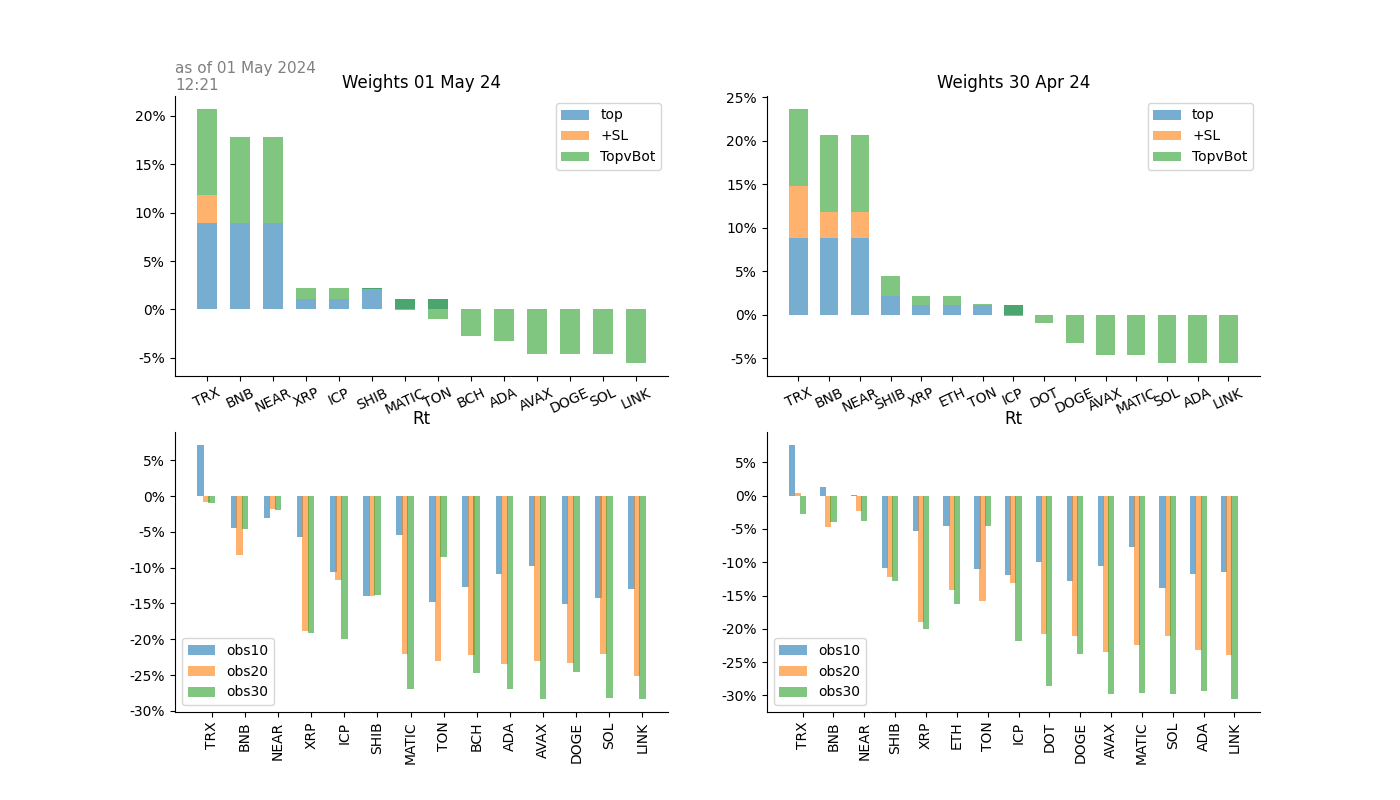 as of 01 May 2024
12:21
Weights 01 May 24
20%
15%
10%
5%
0%
-5%
top
+SL
TopvBot
TRX BNB NEAR XRP ICP SHIB MATIC TON BCH ADA AVAX DOGE SOL LINK
Weights 30 Apr 24
25%
20%
15%
10%
5%
0%
-5%
top
+SL
TopvBot
TRX BNB NEAR SHIB XRP ETH TON ICP DOT DOGE AVAX MATIC SOL ADA LINK
Rt
5%
0%
-5%
-10%
-15%
-20%
-25%
-30%
obs10
obs20
obs30
TRX BNB NEAR XRP ICP SHIB MATIC TON BCH ADA AVAX DOGE SOL LINK
Rt
5%
0%
-5%
-10%
-15%
-20%
-25%
-30%
obs10
obs20
obs30
TRX BNB NEAR SHIB XRP ETH TON ICP DOT DOGE AVAX MATIC SOL ADA LINK